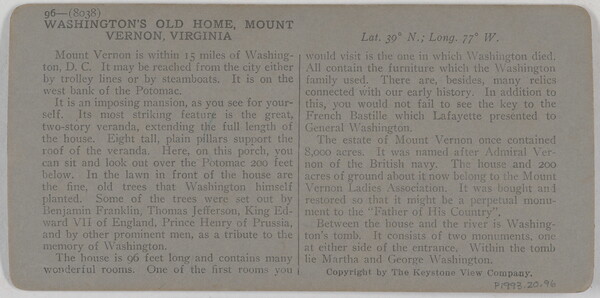 96—(8038)
WASHINGTON'S OLD HOME, MOUNT
VERNON, VIRGINIA
Lat. 39° N.; Long. 77° W.
Mount Vernon is within 15 miles of Washing-
ton, D. C. It may be reached from the city either
by trolley lines or by steamboats. It is on the
west bank of the Potomac.
It is an imposing mansion, as you see for your-
self. Its most striking feature is the great,
two-story veranda, extending the full length of
the house. Eight tall, plain pillars support the
roof of the veranda. Here, on this porch, you
can sit and look out over the Potomac 200 feet
below. In the lawn in front of the house are
the fine, old trees that Washington himself
planted. Some of the trees were set out by
Benjamin Franklin, Thomas Jefferson, King Ed-
ward VII of England, Prince Henry of Prussia,
and by other prominent men, as a tribute to the
memory of Washington.
The house is 96 feet long and contains many
wonderful rooms. One of the first rooms you
would visit is the one in which Washington died.
All contain the furniture which the Washington
family used. There are, besides, many relics
connected with our early history. In addition to
this, you would not fail to see the key to the
French Bastille which Lafayette presented to
General Washington.
The estate of Mount Vernon once contained
8,000 acres. It was named after Admiral Ver-
non of the British navy. The house and 200
acres of ground about it now belong to the Mount
Vernon Ladies Association. It was bought and
restored so that it might be a perpetual monu-
ment to the "Father of His Country".
Between the house and the river is Washing-
ton's tomb. It consists of two monuments, one
at either side of the entrance. Within the tomb
lie Martha and George Washington.
Copyright by The Keystone View Company.
P.1993.20.96